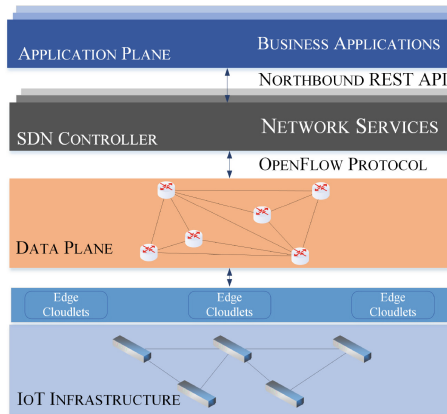 APPLICATION PLANE
BUSINESS APPLICATIONS
NORTHBOUND REST API
SDN CONTROLLER
NETWORK SERVICES
OPENFLOW PROTOCOL
DATA PLANE
Edge
Cloudlets
Edge
Cloudlets
Edge
Cloudlets
IOT INFRASTRUCTURE